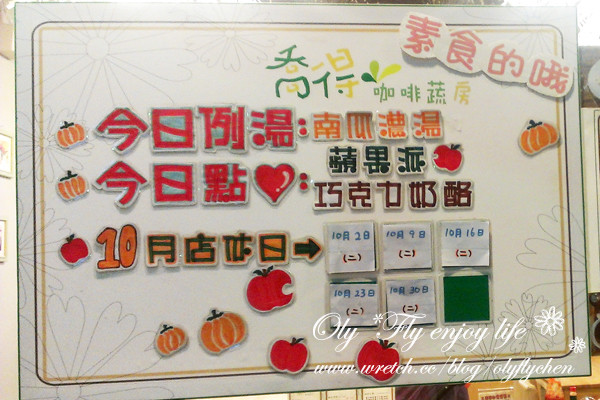 素食的哦
喬得
咖啡蔬房
今日例湯：南瓜濃湯
蘋果派
今日點♥：
巧克力奶酪
10月店休日➜
10月2日
(二)
10月9日
(二)
10月16日
(二)
10月23日
(二)
10月30日
(二)
Oly *Fly enjoy life
www.wretch.cc/blog/olyflychen